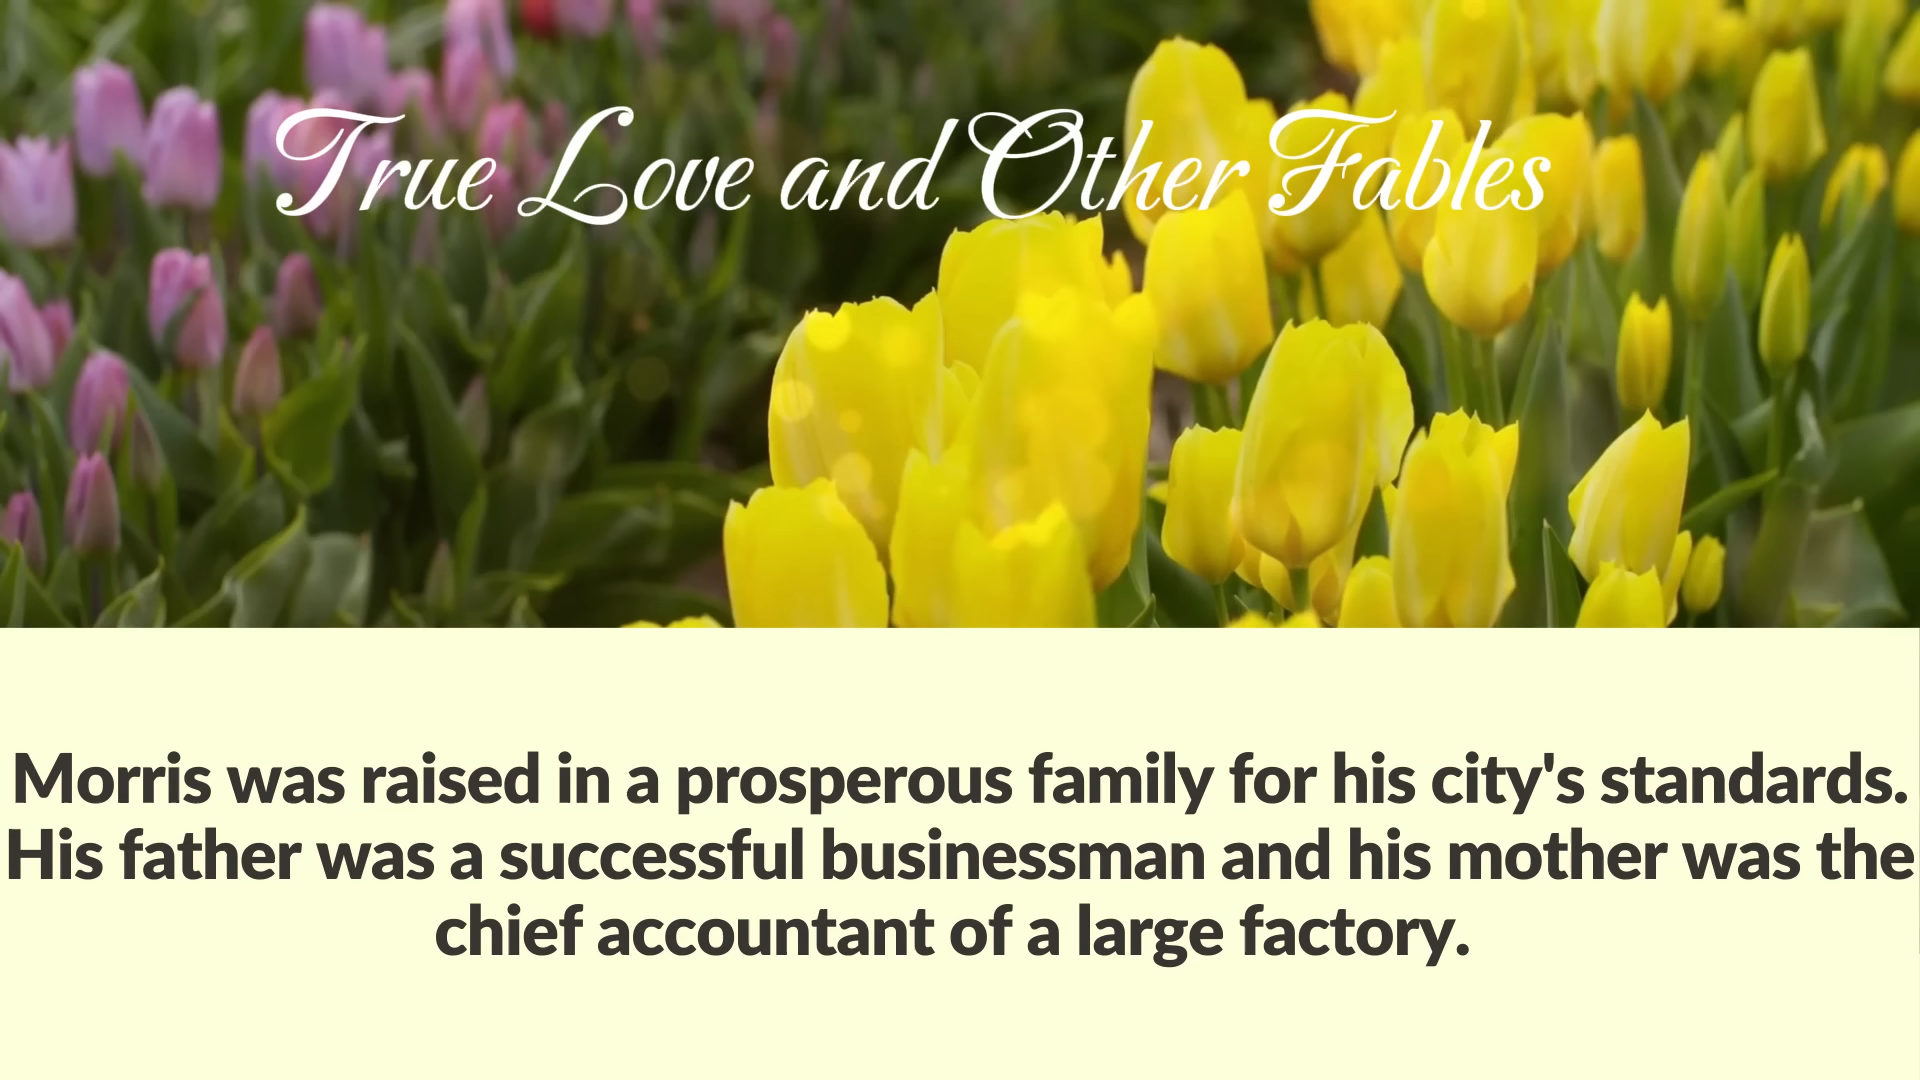 True Love and Other Fables
Morris was raised in a prosperous family for his city's standards.
His father was a successful businessman and his mother was the
chief accountant of a large factory.